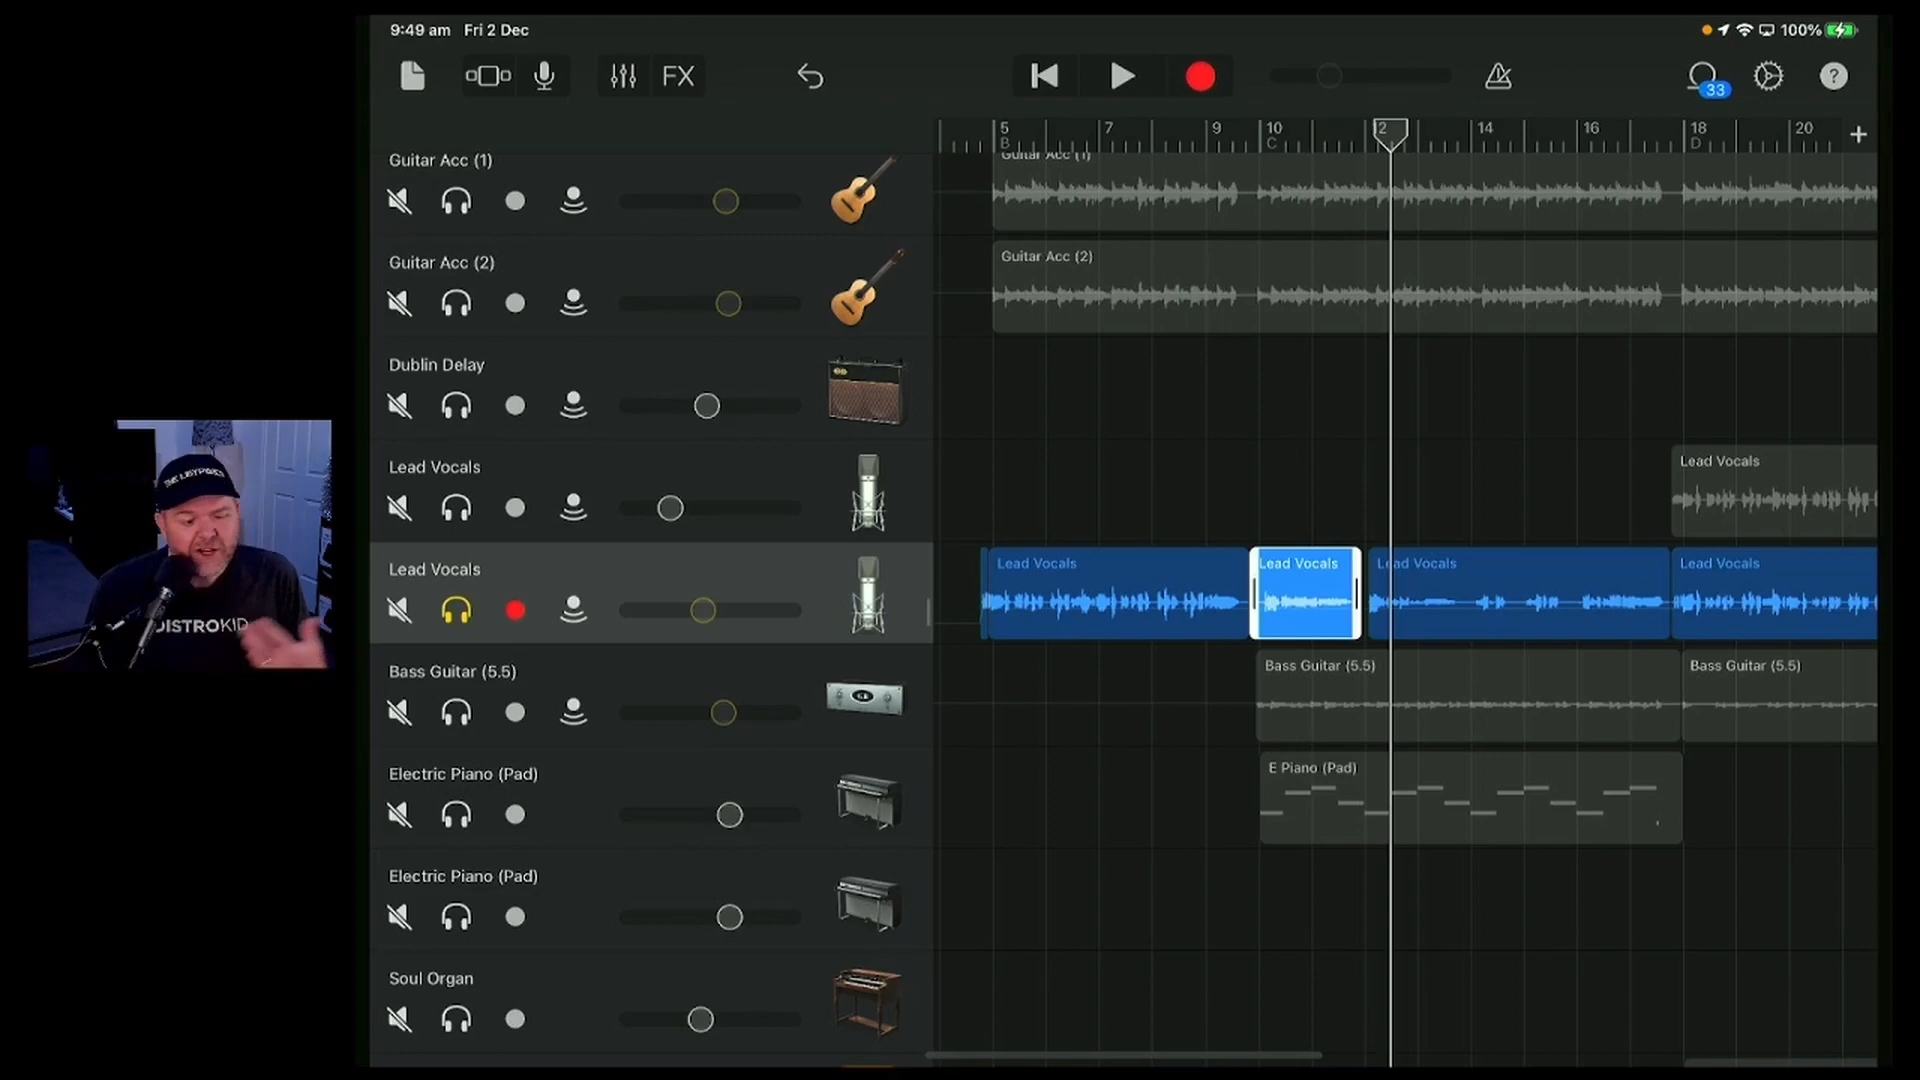 9:49 am Fri 2 Dec
100%
FX
33
?
5 7 9 10 12 14 16 18 20
B C D
Guitar Acc (1)
Guitar Acc (1)
Guitar Acc (2)
Guitar Acc (2)
Dublin Delay
Lead Vocals
Lead Vocals
Lead Vocals
Lead Vocals
Lead Vocals
Lead Vocals
Lead Vocals
Bass Guitar (5.5)
Bass Guitar (5.5)
Bass Guitar (5.5)
Electric Piano (Pad)
E Piano (Pad)
Electric Piano (Pad)
Soul Organ
DISTROKID